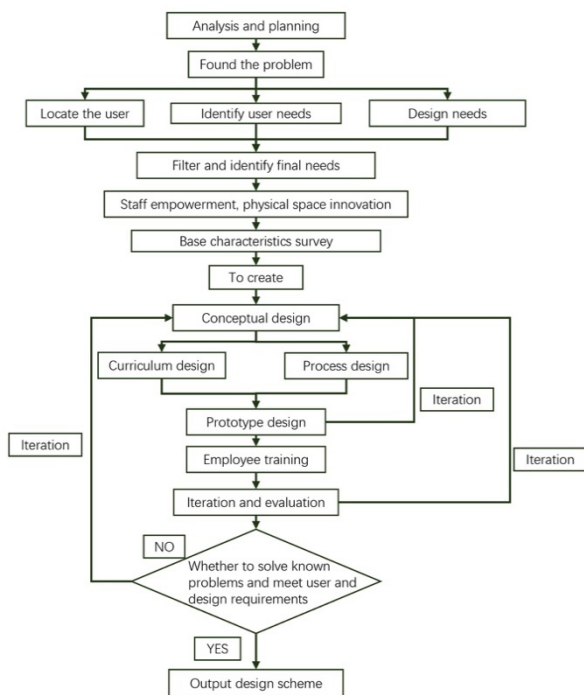 Analysis and planning
Found the problem
Locate the user
Identify user needs
Design needs
Filter and identify final needs
Staff empowerment, physical space innovation
Base characteristics survey
To create
Conceptual design
Curriculum design
Process design
Iteration
Prototype design
Iteration
Employee training
Iteration
Iteration and evaluation
NO
Whether to solve known
problems and meet user and
design requirements
YES
Output design scheme